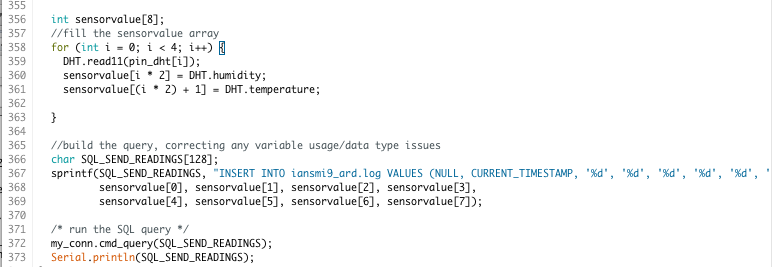 355
356 int sensorvalue[8];
357 //fill the sensorvalue array
358 for (int i = 0; i < 4; i++) {
359 DHT.read11(pin_dht[i]);
360 sensorvalue[i * 2] = DHT.humidity;
361 sensorvalue[(i * 2) + 1] = DHT.temperature;
362
363 }
364
365 //build the query, correcting any variable usage/data type issues
366 char SQL_SEND_READINGS[128];
367 sprintf(SQL_SEND_READINGS, "INSERT INTO iansmi9_ard.log VALUES (NULL, CURRENT_TIMESTAMP, '%d', '%d', '%d', '%d', '%d', '
368 sensorvalue[0], sensorvalue[1], sensorvalue[2], sensorvalue[3],
369 sensorvalue[4], sensorvalue[5], sensorvalue[6], sensorvalue[7]);
370
371 /* run the SQL query */
372 my_conn.cmd_query(SQL_SEND_READINGS);
373 Serial.println(SQL_SEND_READINGS);